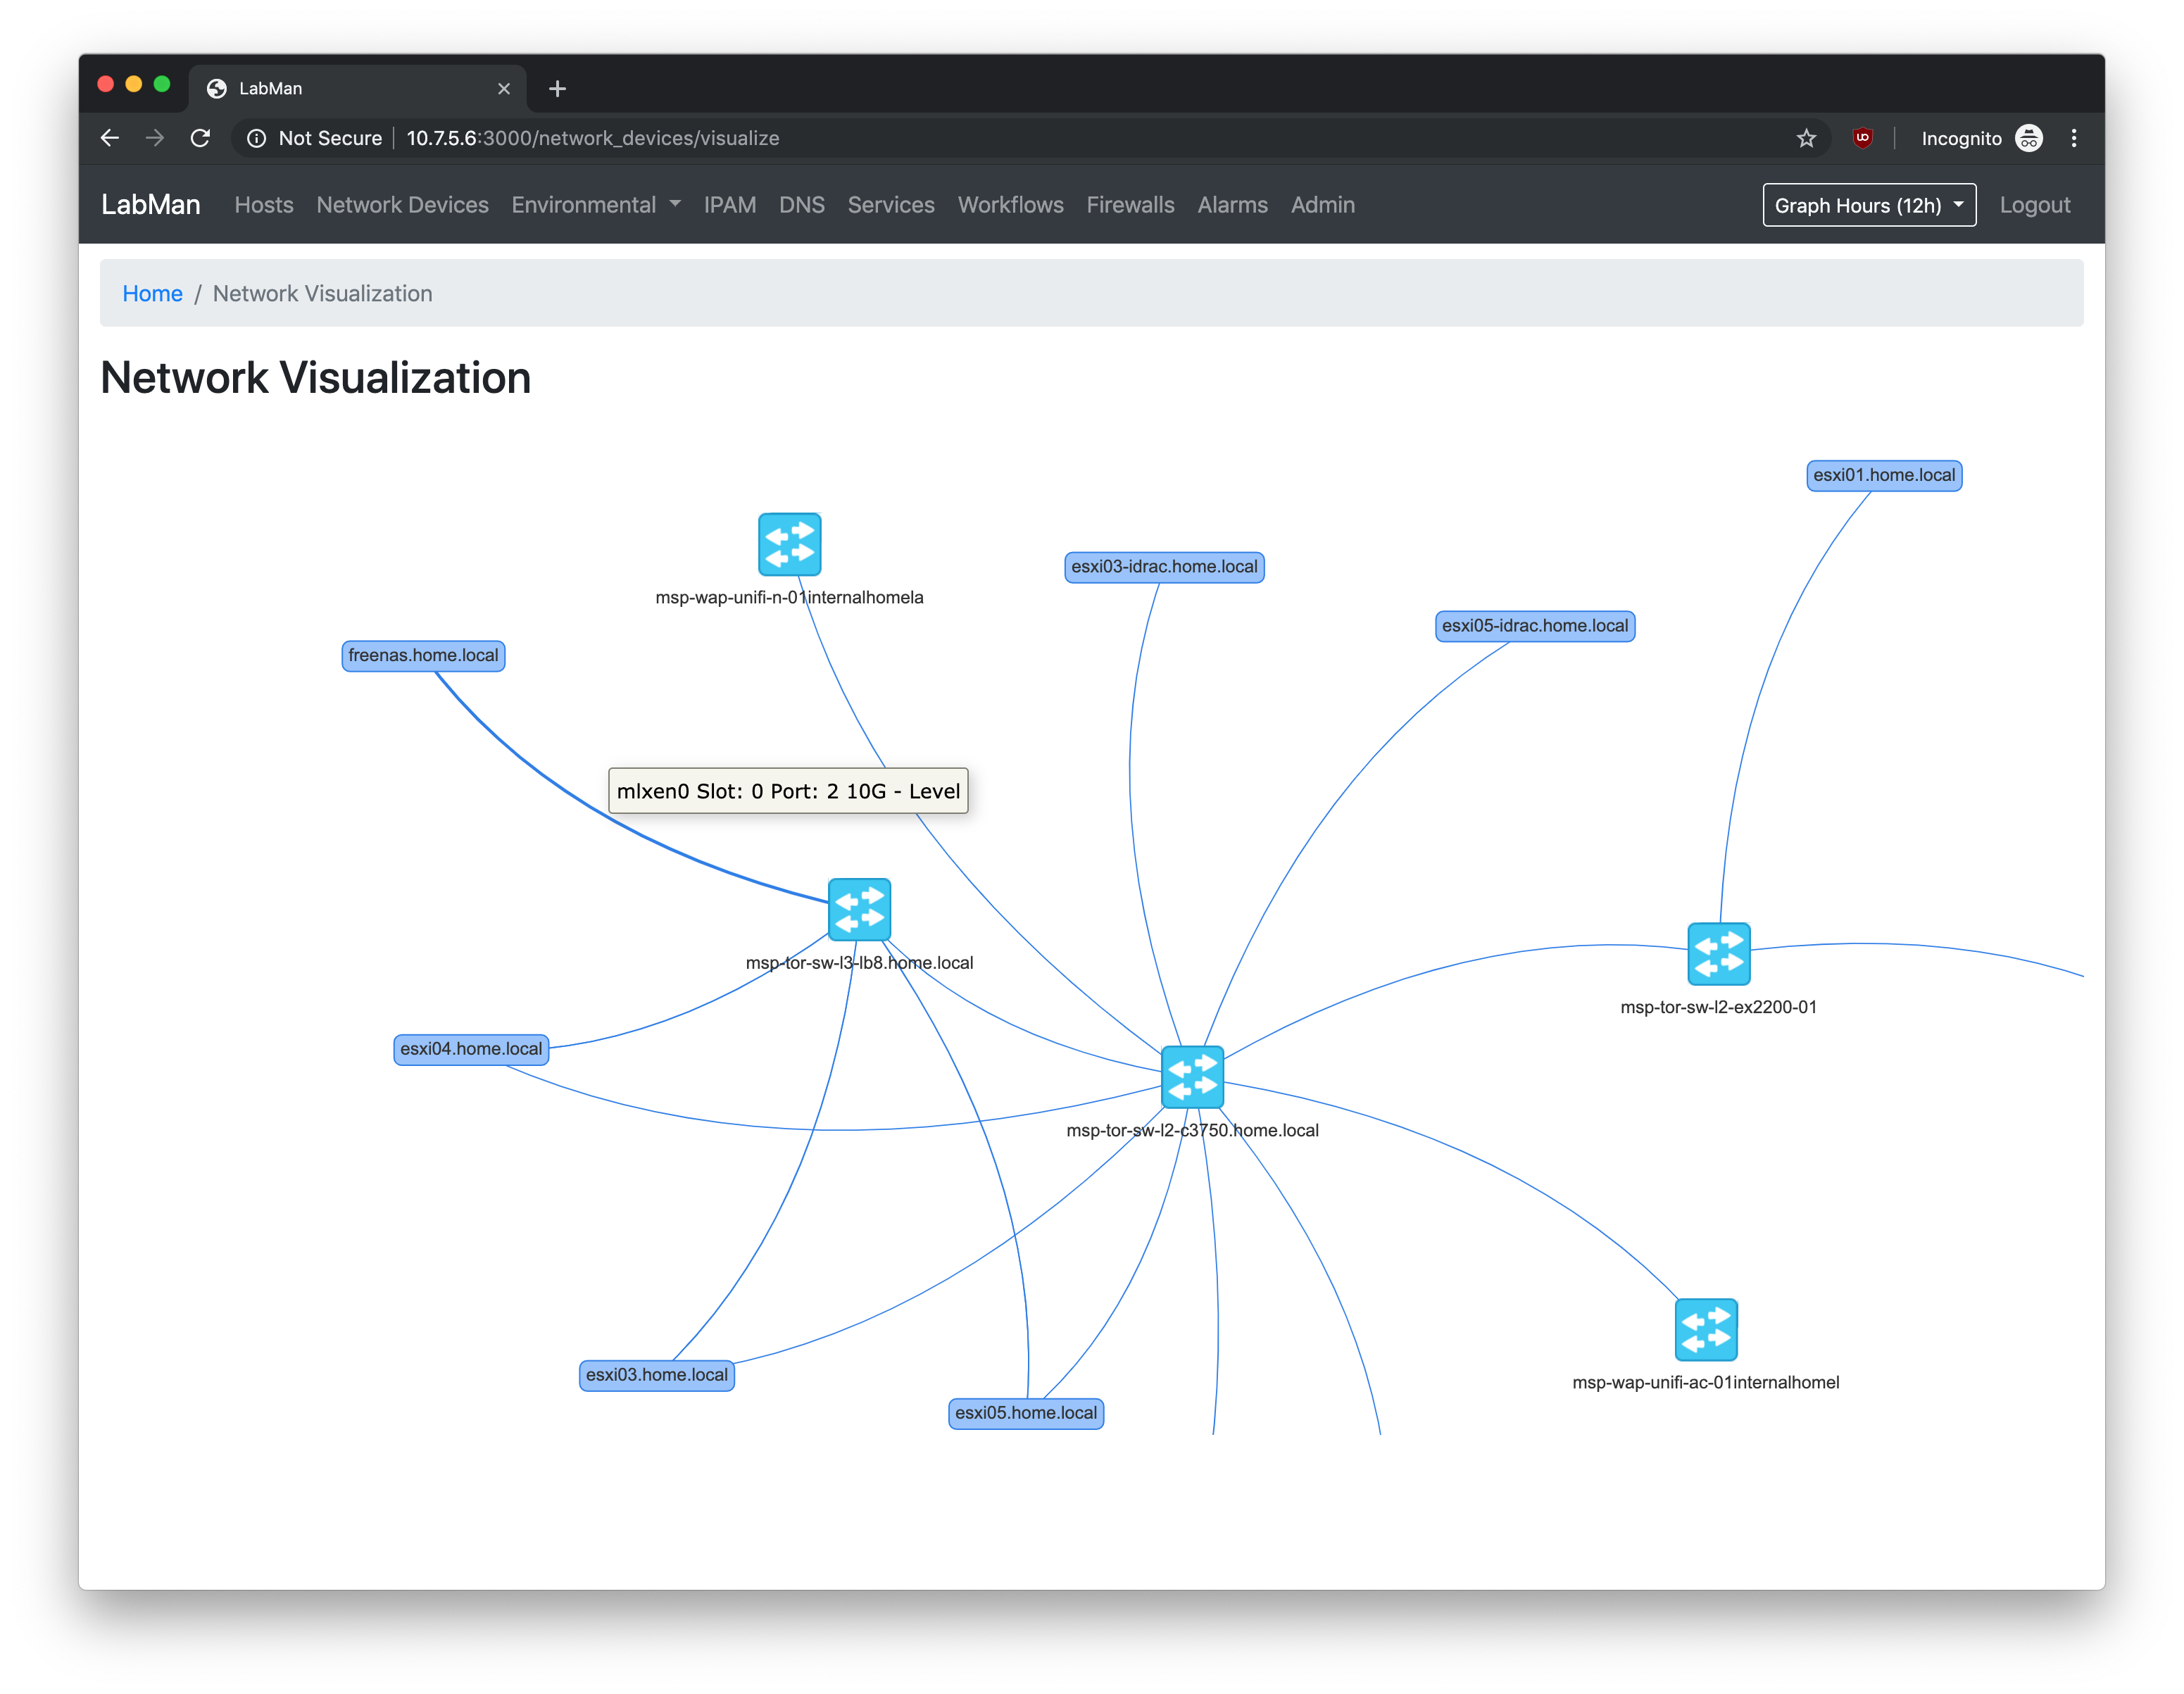 LabMan
Not Secure 10.7.5.6:3000/network_devices/visualize Incognito
LabMan Hosts Network Devices Environmental IPAM DNS Services Workflows Firewalls Alarms Admin Graph Hours (12h) Logout
Home / Network Visualization
Network Visualization
esxi01.home.local
msp-wap-unifi-n-01internalhomela
esxi03-idrac.home.local
esxi05-idrac.home.local
freenas.home.local
mlxen0 Slot: 0 Port: 2 10G - Level
msp-tor-sw-l3-lb8.home.local
msp-tor-sw-l2-ex2200-01
esxi04.home.local
msp-tor-sw-l2-c3750.home.local
esxi03.home.local
msp-wap-unifi-ac-01internalhomel
esxi05.home.local